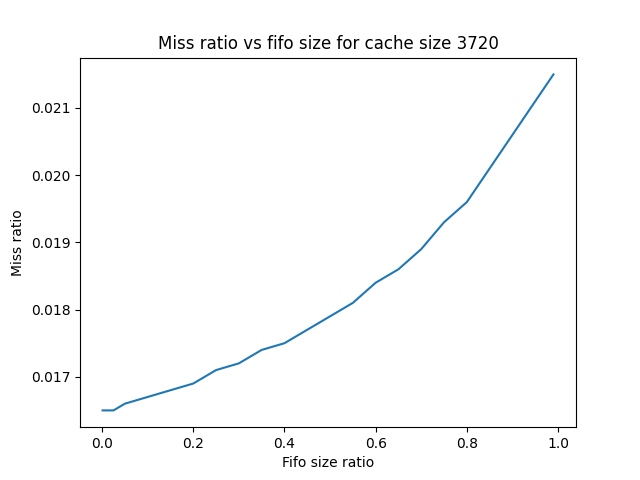 Miss ratio vs fifo size for cache size 3720
0.021
0.020
0.019
0.018
0.017
Miss ratio
0.0 0.2 0.4 0.6 0.8 1.0
Fifo size ratio